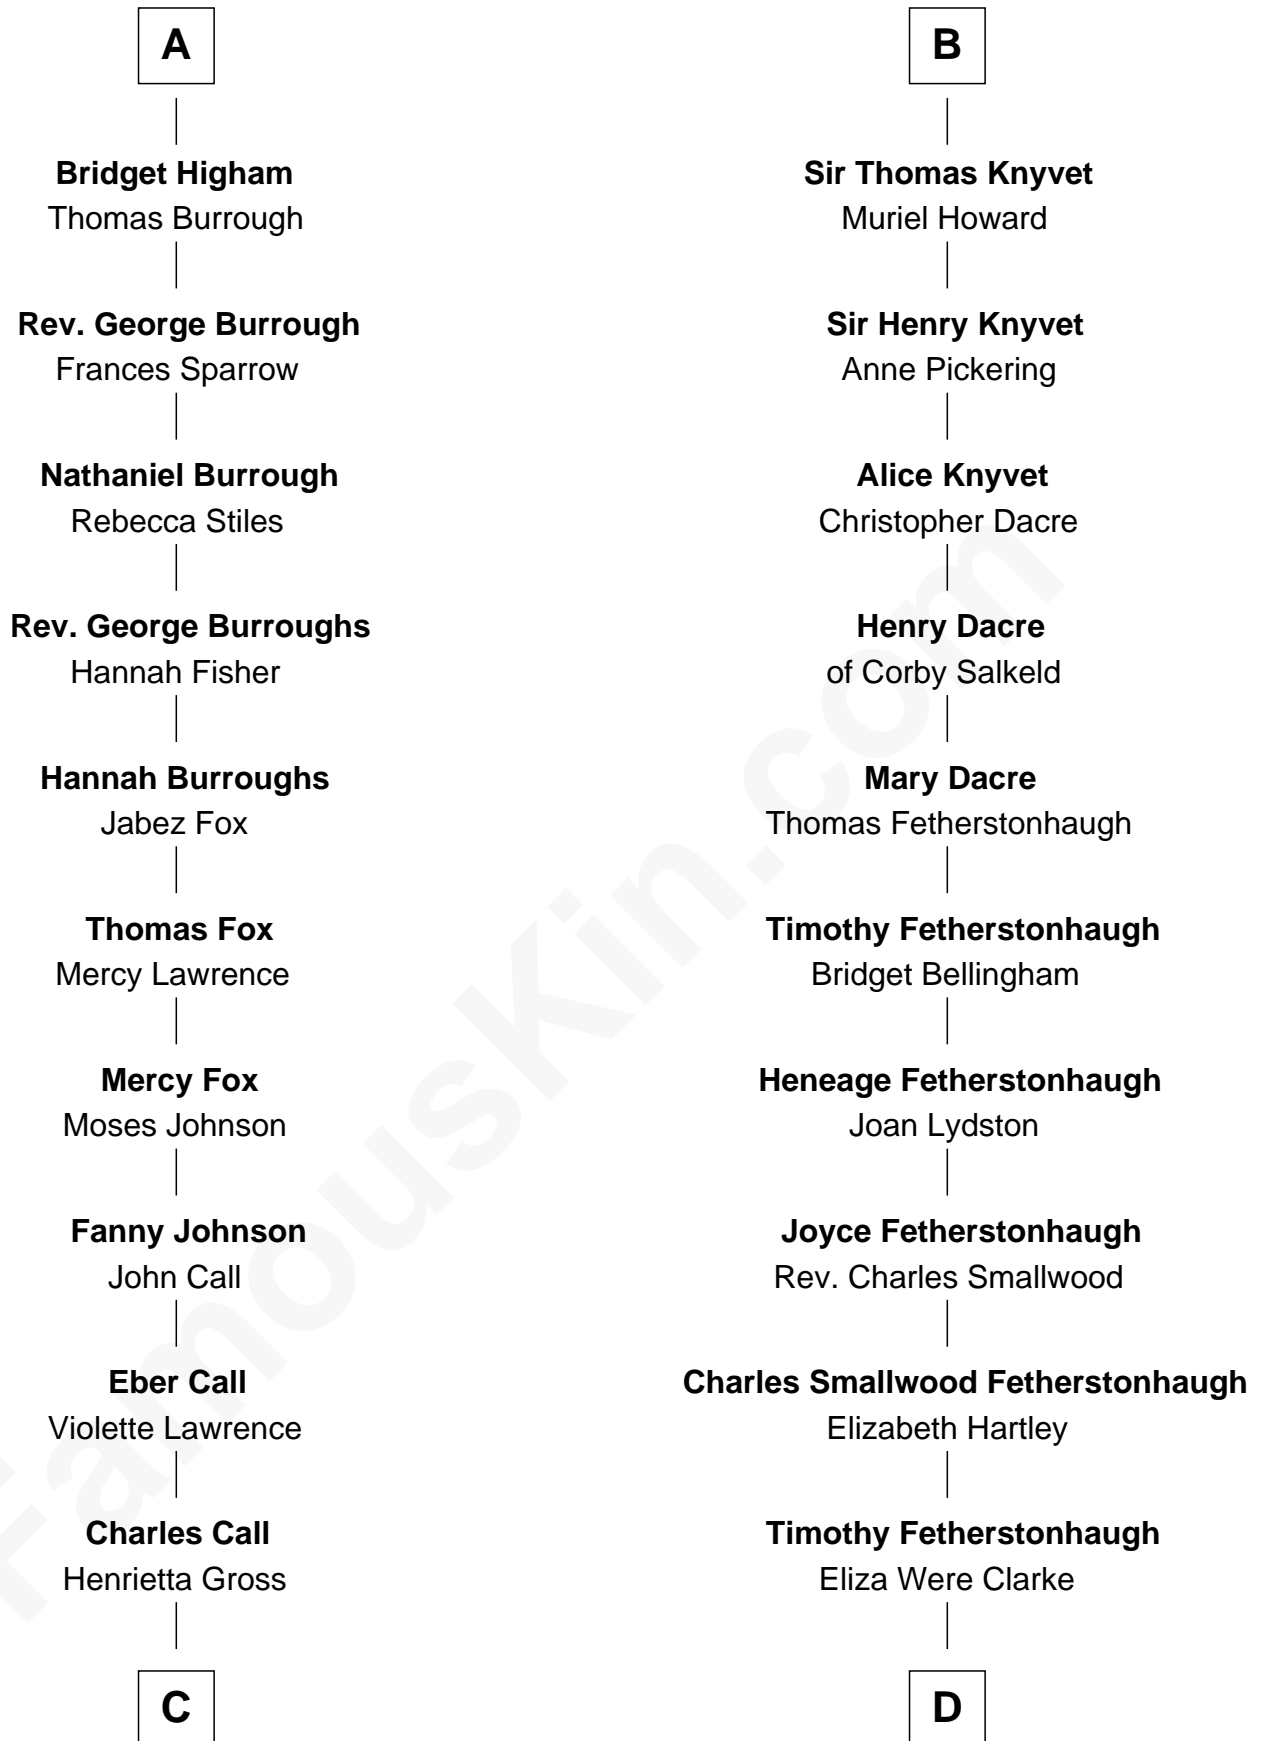 A
Bridget Higham
Thomas Burrough
Rev. George Burrough
Frances Sparrow
Nathaniel Burrough
Rebecca Stiles
Rev. George Burroughs
Hannah Fisher
Hannah Burroughs
Jabez Fox
Thomas Fox
Mercy Lawrence
Mercy Fox
Moses Johnson
Fanny Johnson
John Call
Eber Call
Violette Lawrence
Charles Call
Henrietta Gross
C
B
Sir Thomas Knyvet
Muriel Howard
Sir Henry Knyvet
Anne Pickering
Alice Knyvet
Christopher Dacre
Henry Dacre
of Corby Salkeld
Mary Dacre
Thomas Fetherstonhaugh
Timothy Fetherstonhaugh
Bridget Bellingham
Heneage Fetherstonhaugh
Joan Lydston
Joyce Fetherstonhaugh
Rev. Charles Smallwood
Charles Smallwood Fetherstonhaugh
Elizabeth Hartley
Timothy Fetherstonhaugh
Eliza Were Clarke
D
FamousKin.com